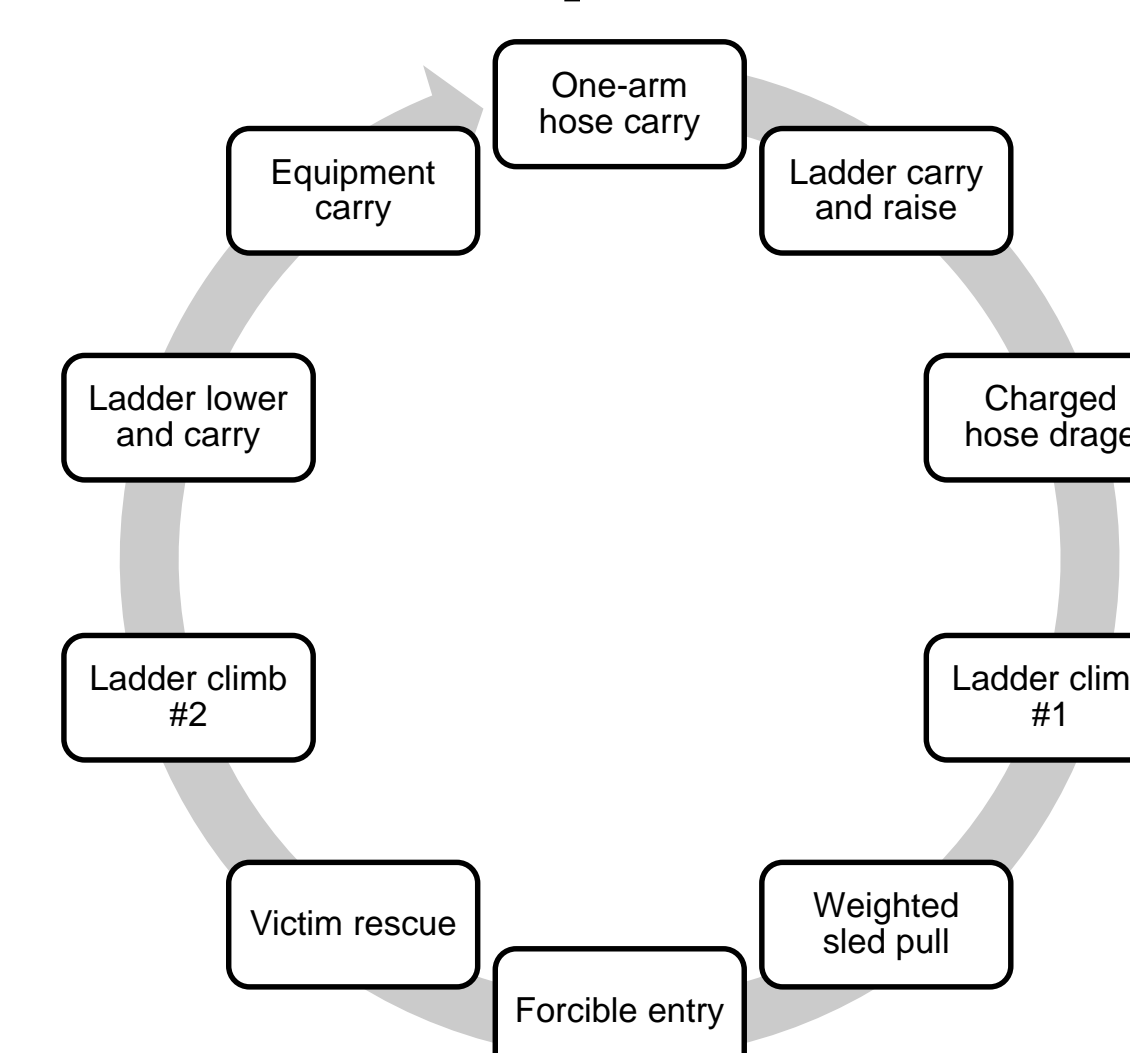 One-arm
hose carry
Ladder carry
and raise
Charged
hose drage
Ladder clim
#1
Weighted
sled pull
Forcible entry
Victim rescue
Ladder climb
#2
Ladder lower
and carry
Equipment
carry